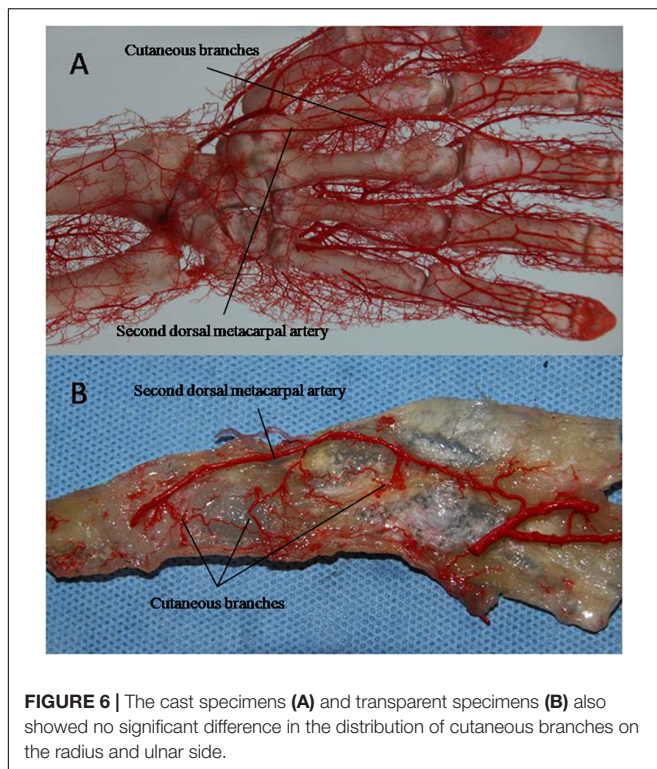 A
Cutaneous branches
Second dorsal metacarpal artery
B
Second dorsal metacarpal artery
Cutaneous branches
FIGURE 6 | The cast specimens (A) and transparent specimens (B) also
showed no significant difference in the distribution of cutaneous branches on
the radius and ulnar side.